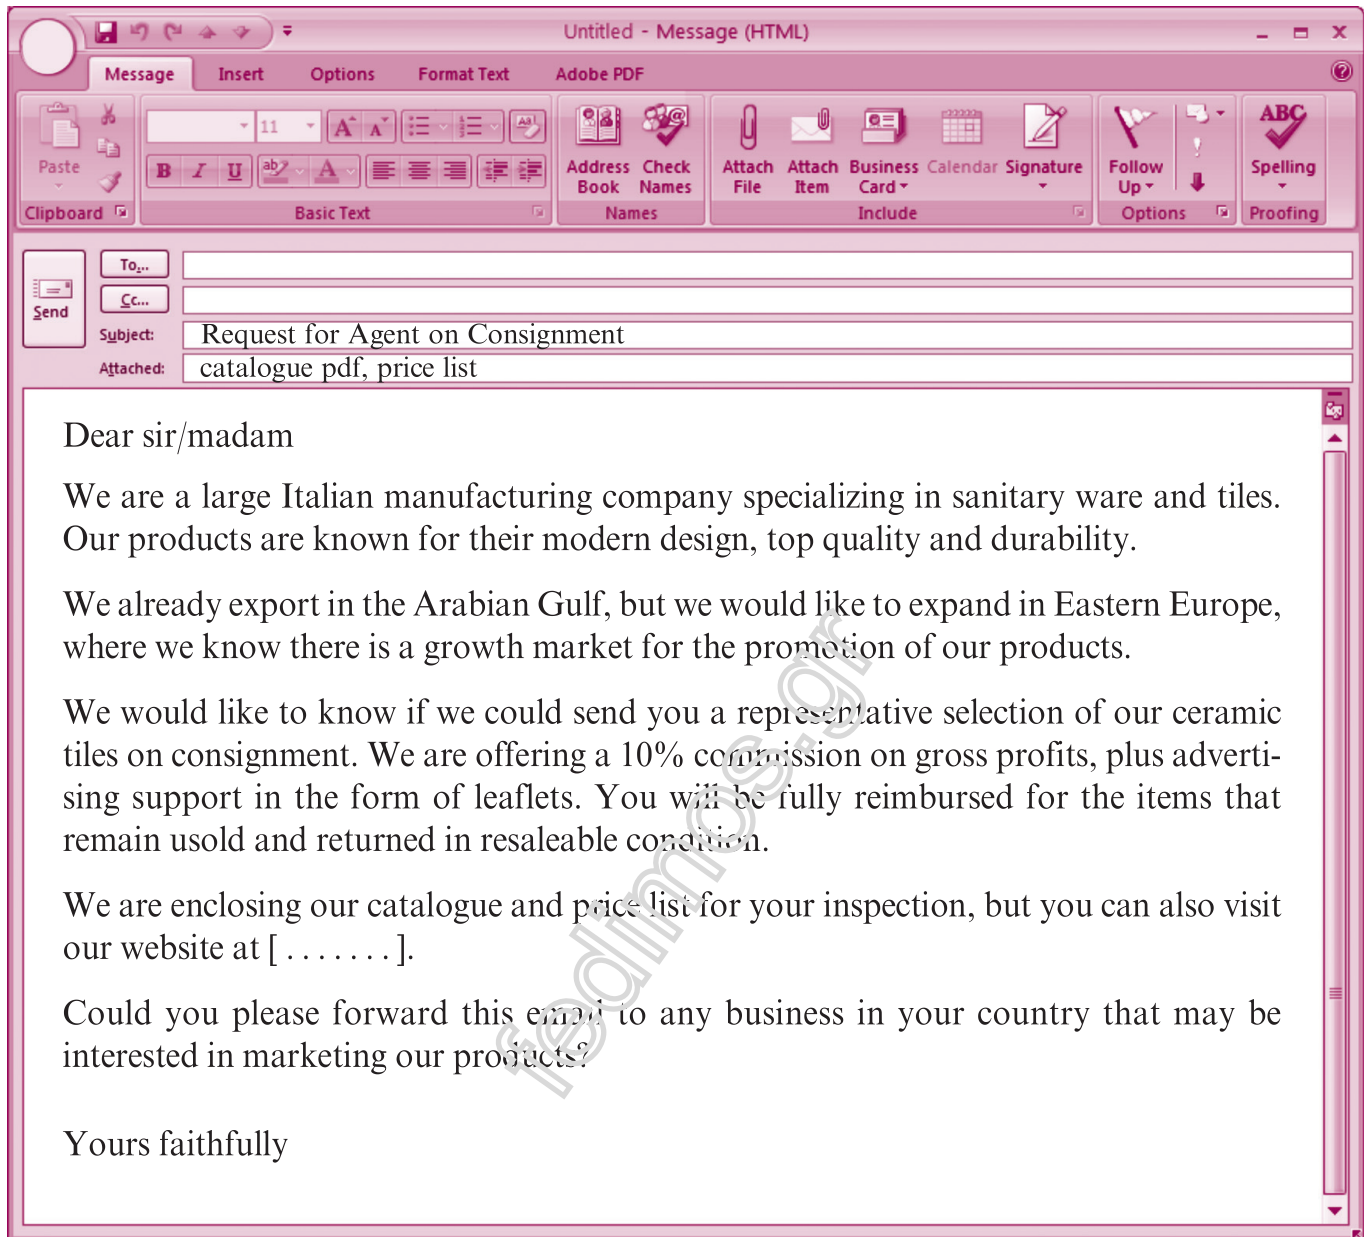 Untitled - Message (HTML)
Message Insert Options Format Text Adobe PDF
Paste
Clipboard
11
A A
B I U ab A
Basic Text
Address Book
Check Names
Names
Attach File
Attach Item
Business Card
Calendar
Signature
Include
Follow Up
Options
ABC
Spelling
Proofing
Send
To...
Cc...
Subject: Request for Agent on Consignment
Attached: catalogue pdf, price list
Dear sir/madam
We are a large Italian manufacturing company specializing in sanitary ware and tiles.
Our products are known for their modern design, top quality and durability.
We already export in the Arabian Gulf, but we would like to expand in Eastern Europe,
where we know there is a growth market for the promotion of our products.
We would like to know if we could send you a representative selection of our ceramic
tiles on consignment. We are offering a 10% commission on gross profits, plus adverti-
sing support in the form of leaflets. You will be fully reimbursed for the items that
remain usold and returned in resaleable condition.
We are enclosing our catalogue and price list for your inspection, but you can also visit
our website at [ . . . . . . . ].
Could you please forward this email to any business in your country that may be
interested in marketing our products?
Yours faithfully
fedimos.gr